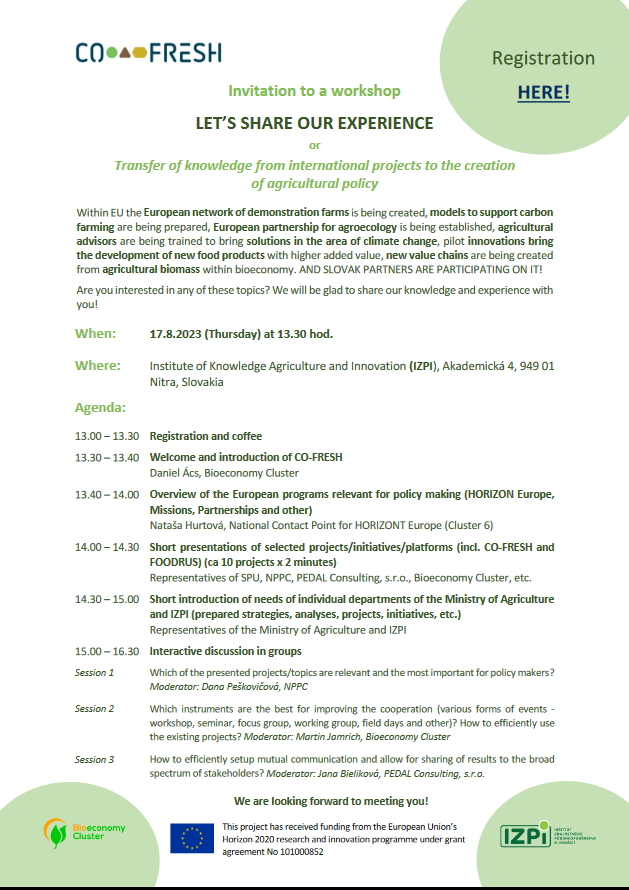 CO FRESH
Registration
HERE!
Invitation to a workshop
LET'S SHARE OUR EXPERIENCE
or
Transfer of knowledge from international projects to the creation
of agricultural policy
Within EU the European network of demonstration farms is being created, models to support carbon
farming are being prepared, European partnership for agroecology is being established, agricultural
advisors are being trained to bring solutions in the area of climate change, pilot innovations bring
the development of new food products with higher added value, new value chains are being created
from agricultural biomass within bioeconomy. AND SLOVAK PARTNERS ARE PARTICIPATING ON IT!
Are you interested in any of these topics? We will be glad to share our knowledge and experience with
you!
When: 17.8.2023 (Thursday) at 13.30 hod.
Where: Institute of Knowledge Agriculture and Innovation (IZPI), Akademická 4, 949 01
Nitra, Slovakia
Agenda:
13.00 – 13.30 Registration and coffee
13.30 – 13.40 Welcome and introduction of CO-FRESH
Daniel Ács, Bioeconomy Cluster
13.40 – 14.00 Overview of the European programs relevant for policy making (HORIZON Europe,
Missions, Partnerships and other)
Nataša Hurtová, National Contact Point for HORIZONT Europe (Cluster 6)
14.00 – 14.30 Short presentations of selected projects/initiatives/platforms (incl. CO-FRESH and
FOODRUS) (ca 10 projects x 2 minutes)
Representatives of SPU, NPPC, PEDAL Consulting, s.r.o., Bioeconomy Cluster, etc.
14.30 – 15.00 Short introduction of needs of individual departments of the Ministry of Agriculture
and IZPI (prepared strategies, analyses, projects, initiatives, etc.)
Representatives of the Ministry of Agriculture and IZPI
15.00 – 16.30 Interactive discussion in groups
Session 1 Which of the presented projects/topics are relevant and the most important for policy makers?
Moderator: Dana Peškovičová, NPPC
Session 2 Which instruments are the best for improving the cooperation (various forms of events -
workshop, seminar, focus group, working group, field days and other)? How to efficiently use
the existing projects? Moderator: Martin Jamrich, Bioeconomy Cluster
Session 3 How to efficiently setup mutual communication and allow for sharing of results to the broad
spectrum of stakeholders? Moderator: Jana Bieliková, PEDAL Consulting, s.r.o.
We are looking forward to meeting you!
Bioeconomy
Cluster
This project has received funding from the European Union's
Horizon 2020 research and innovation programme under grant
agreement No 101000852
IZPI
INŠTITÚT
ZNALOSTNÉHO
PÔDOHOSPODÁRSTVA
A INOVÁCIÍ